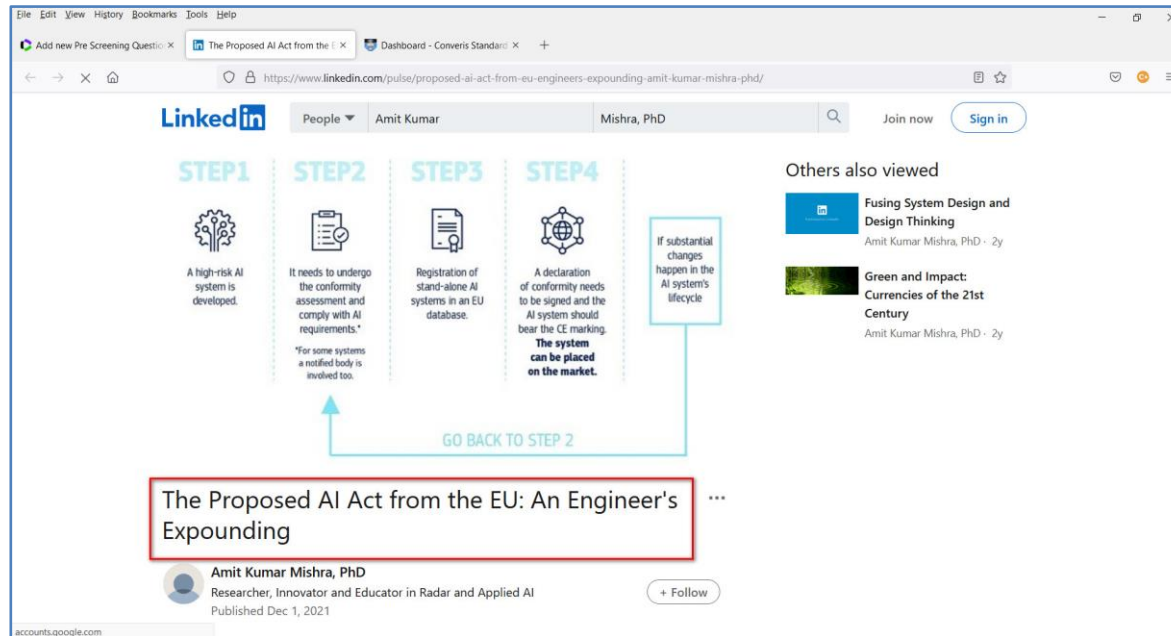 File Edit View History Bookmarks Tools Help
Add new Pre Screening Questio
The Proposed AI Act from the E
Dashboard - Converis Standard
https://www.linkedin.com/pulse/proposed-ai-act-from-eu-engineers-expounding-amit-kumar-mishra-phd/
Linked in
People
Amit Kumar
Mishra, PhD
Join now
Sign in
STEP1
STEP2
STEP3
STEP4
A high-risk AI
system is
developed.
It needs to undergo
the conformity
assessment and
comply with AI
requirements.*
*For some systems
a notified body is
involved too.
Registration of
stand-alone AI
systems in an EU
database.
A declaration
of conformity needs
to be signed and the
AI system should
bear the CE marking.
The system
can be placed
on the market.
If substantial
changes
happen in the
AI system's
lifecycle
GO BACK TO STEP 2
Others also viewed
Fusing System Design and
Design Thinking
Amit Kumar Mishra, PhD · 2y
Green and Impact:
Currencies of the 21st
Century
Amit Kumar Mishra, PhD · 2y
The Proposed AI Act from the EU: An Engineer's
Expounding
Amit Kumar Mishra, PhD
Researcher, Innovator and Educator in Radar and Applied AI
Published Dec 1, 2021
+ Follow
accounts.google.com